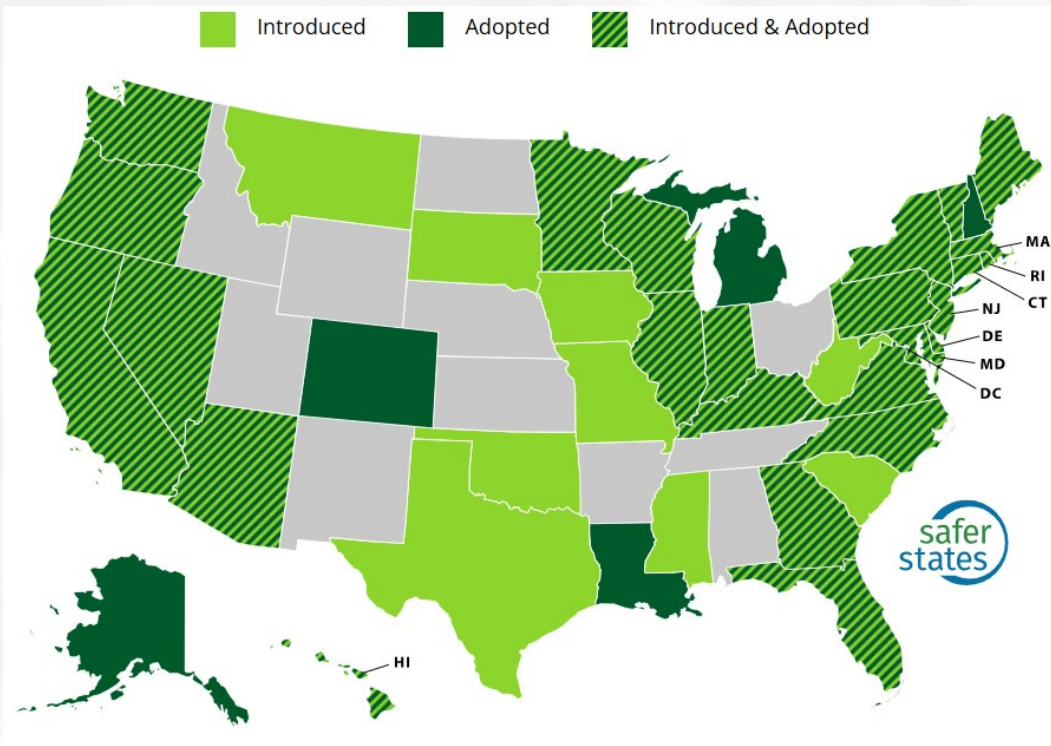 Introduced
Adopted
Introduced & Adopted
MA
RI
CT
NJ
DE
MD
DC
safer
states
HI